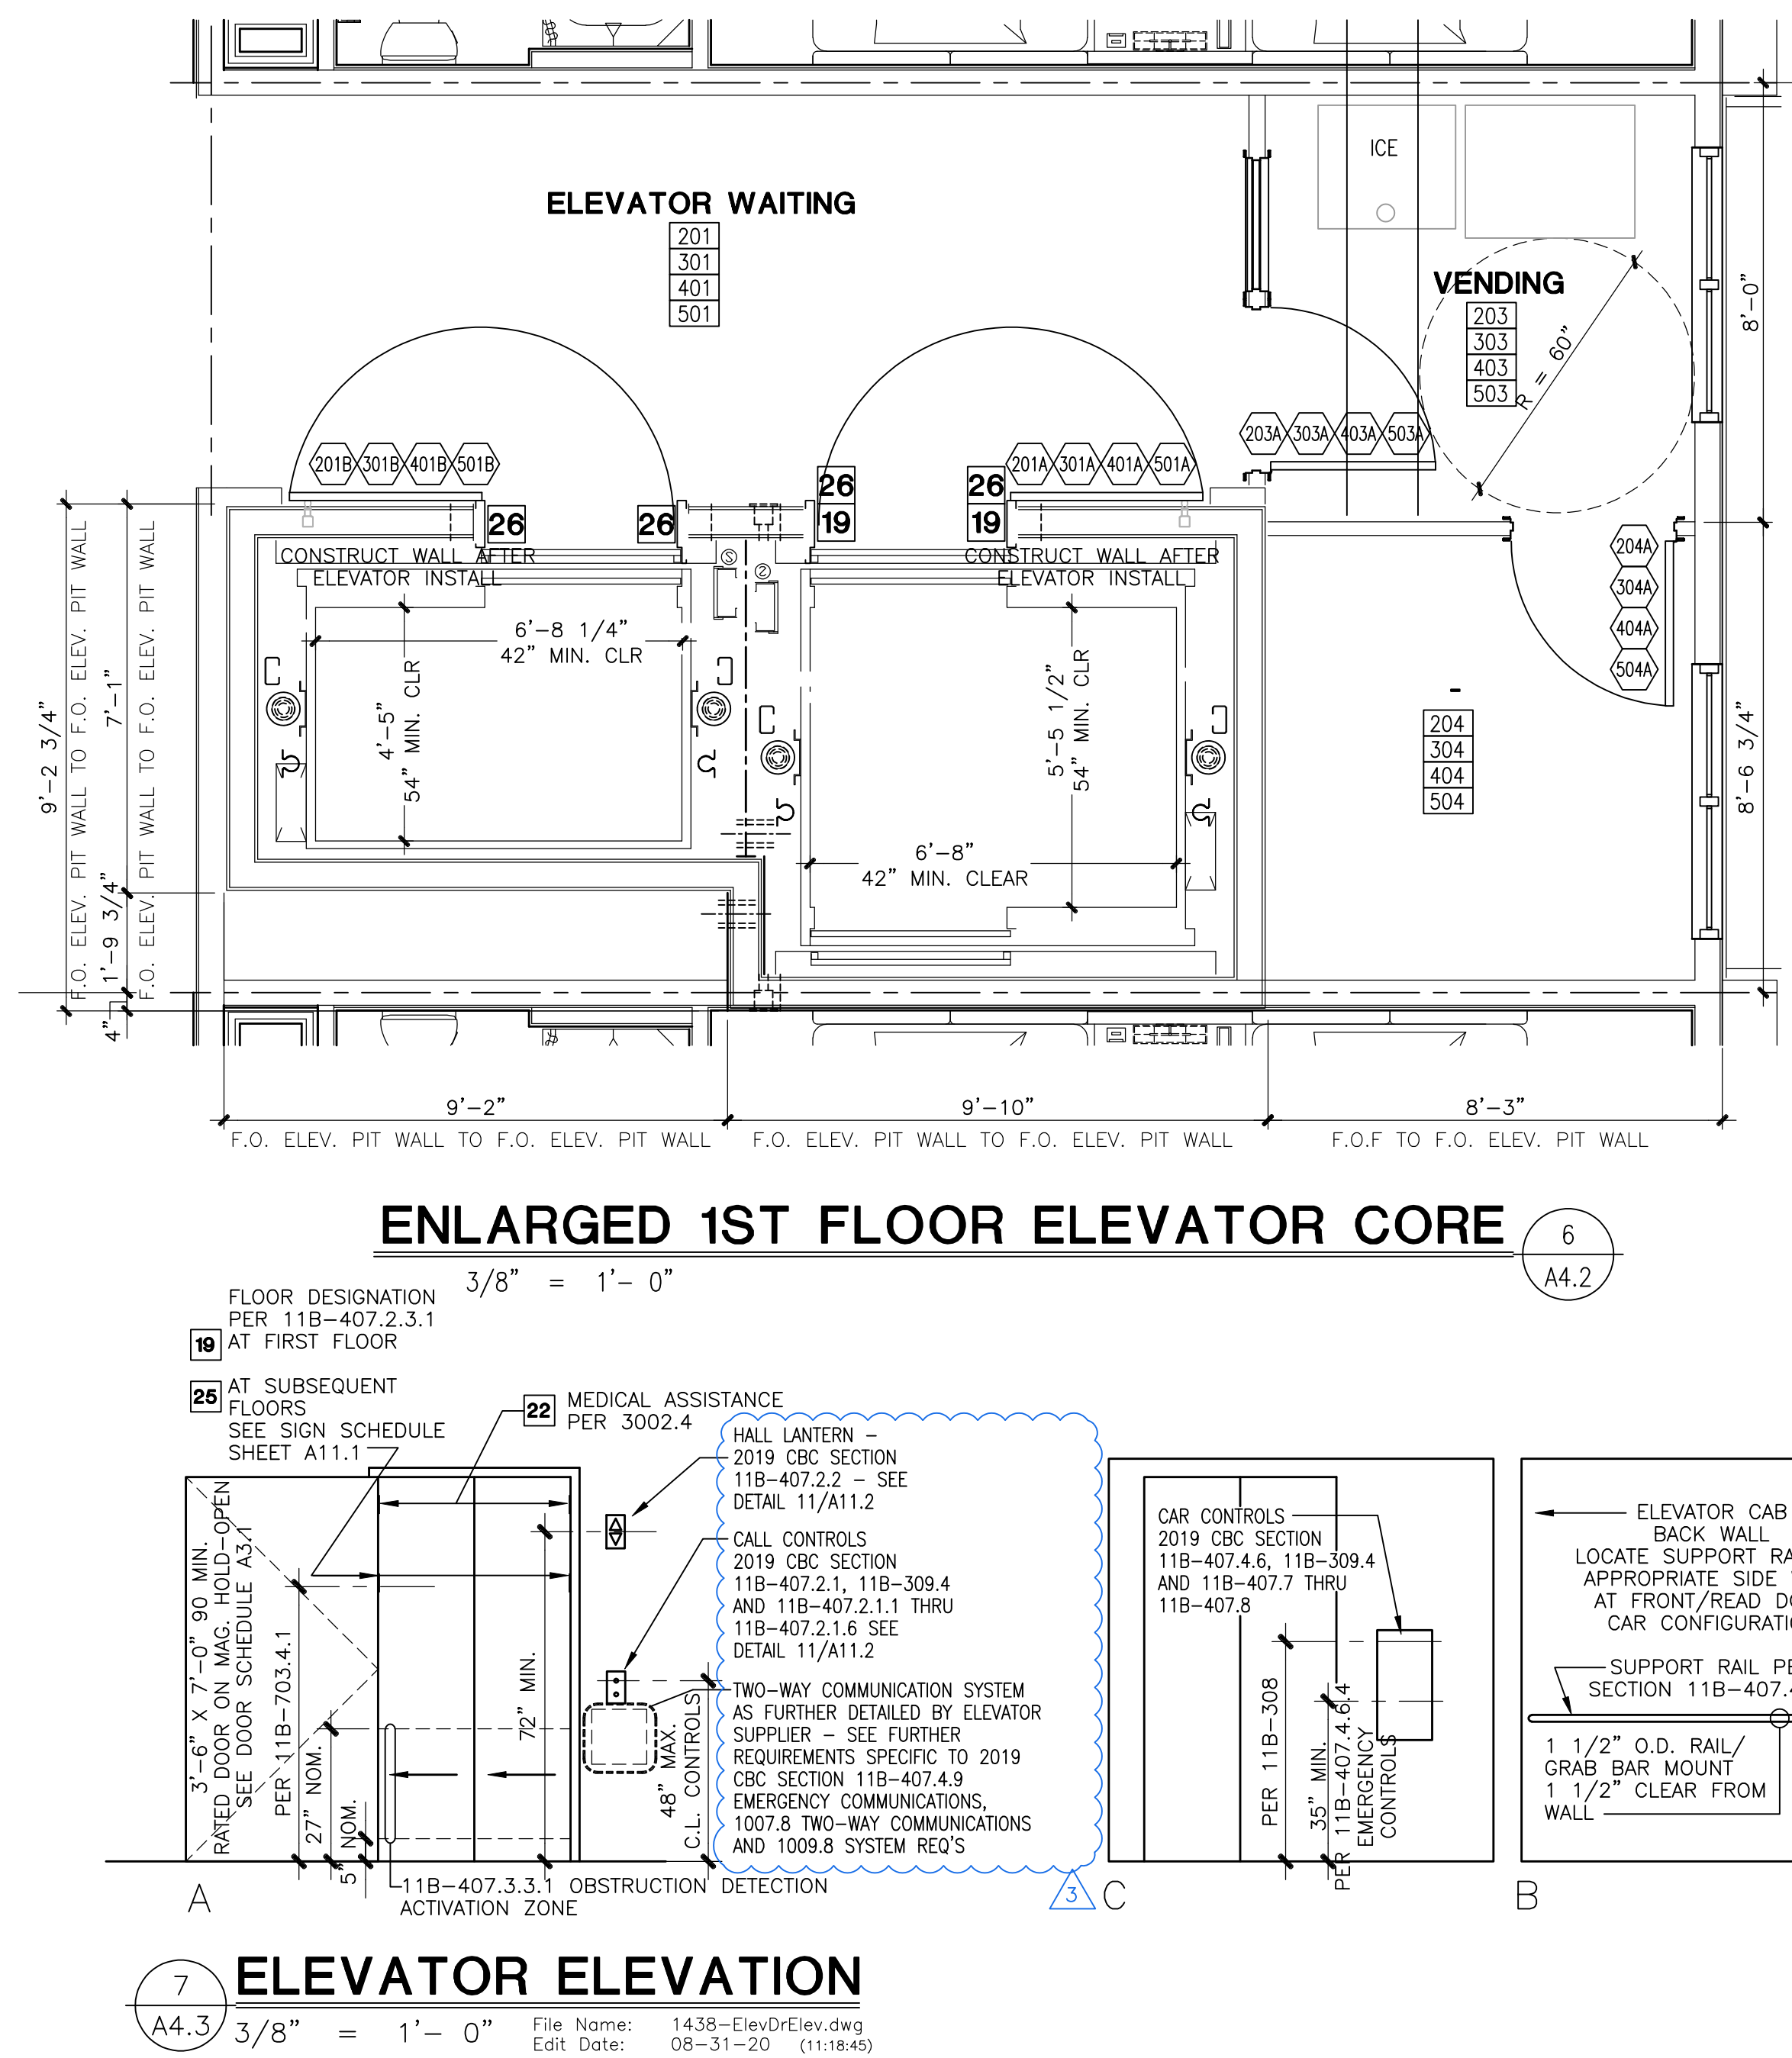 ICE
ELEVATOR WAITING
201
301
401
501
VENDING
203
303
403
503
R = 60"
8'-0"
203A 303A 403A 503A
201B 301B 401B 501B
201A 301A 401A 501A
26
26
26
19
26
19
CONSTRUCT WALL AFTER
ELEVATOR INSTALL
CONSTRUCT WALL AFTER
ELEVATOR INSTALL
204A
304A
404A
504A
6'-8 1/4"
42" MIN. CLR
4'-5"
54" MIN. CLR
5'-5 1/2"
54" MIN. CLR
6'-8"
42" MIN. CLEAR
204
304
404
504
8'-6 3/4"
9'-2 3/4"
F.O. ELEV. PIT WALL TO F.O. ELEV. PIT WALL
7'-1"
1'-9 3/4"
F.O. ELEV. PIT WALL TO F.O. ELEV. PIT WALL
4"
9'-2"
F.O. ELEV. PIT WALL TO F.O. ELEV. PIT WALL
9'-10"
F.O. ELEV. PIT WALL TO F.O. ELEV. PIT WALL
8'-3"
F.O.F TO F.O. ELEV. PIT WALL
ENLARGED 1ST FLOOR ELEVATOR CORE
6
A4.2
3/8" = 1'- 0"
FLOOR DESIGNATION
PER 11B-407.2.3.1
19 AT FIRST FLOOR
25 AT SUBSEQUENT
FLOORS
SEE SIGN SCHEDULE
SHEET A11.1
22 MEDICAL ASSISTANCE
PER 3002.4
HALL LANTERN -
2019 CBC SECTION
11B-407.2.2 - SEE
DETAIL 11/A11.2
CALL CONTROLS
2019 CBC SECTION
11B-407.2.1, 11B-309.4
AND 11B-407.2.1.1 THRU
11B-407.2.1.6 SEE
DETAIL 11/A11.2
TWO-WAY COMMUNICATION SYSTEM
AS FURTHER DETAILED BY ELEVATOR
SUPPLIER - SEE FURTHER
REQUIREMENTS SPECIFIC TO 2019
CBC SECTION 11B-407.4.9
EMERGENCY COMMUNICATIONS,
1007.8 TWO-WAY COMMUNICATIONS
AND 1009.8 SYSTEM REQ'S
3
3'-6" X 7'-0" 90 MIN.
RATED DOOR ON MAG. HOLD-OPEN
SEE DOOR SCHEDULE A3.1
PER 11B-703.4.1
27" NOM.
5" NOM.
72" MIN.
48" MAX.
C.L. CONTROLS
11B-407.3.3.1 OBSTRUCTION DETECTION
ACTIVATION ZONE
A
CAR CONTROLS
2019 CBC SECTION
11B-407.4.6, 11B-309.4
AND 11B-407.7 THRU
11B-407.8
PER 11B-308
35" MIN.
PER 11B-407.4.6.4
EMERGENCY
CONTROLS
C
ELEVATOR CAB
BACK WALL
LOCATE SUPPORT
APPROPRIATE SIDE
AT FRONT/READ
CAR
SUPPORT RAIL
SECTION
1 1/2" O.D. RAIL/
GRAB BAR MOUNT
1 1/2" CLEAR FROM
WALL
B
7
A4.3
ELEVATOR ELEVATION
3/8" = 1'- 0"
File Name: 1438-ElevDrElev.dwg
Edit Date: 08-31-20 (11:18:45)